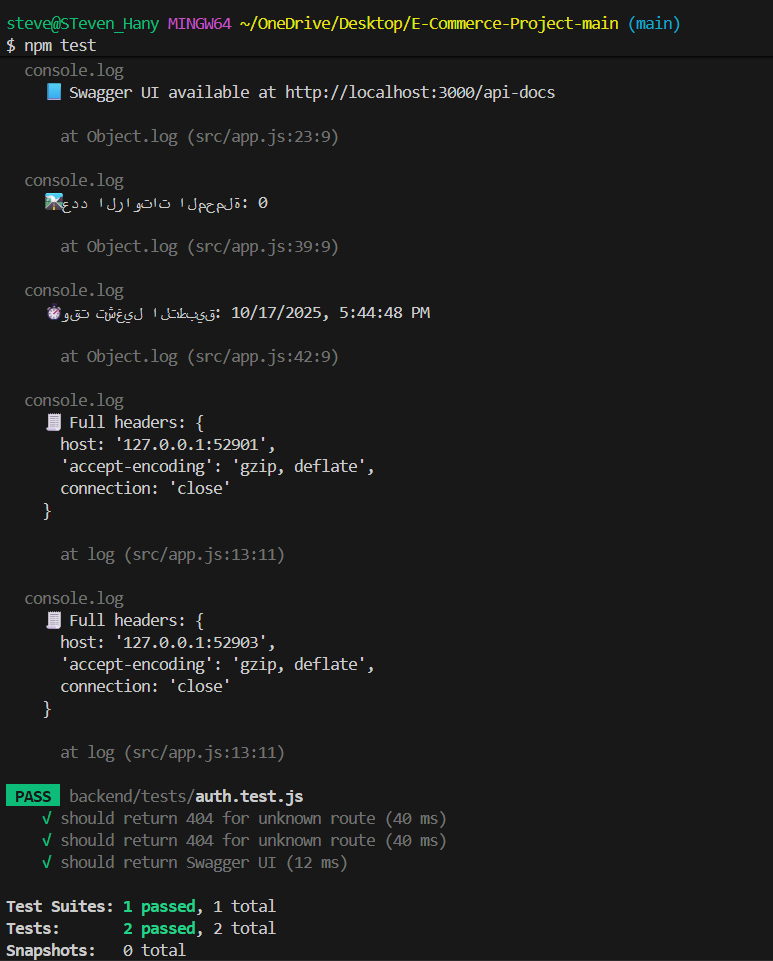 steve@STeven_Hany MINGW64 ~/OneDrive/Desktop/E-Commerce-Project-main (main)
$ npm test
console.log
📘 Swagger UI available at http://localhost:3000/api-docs
at Object.log (src/app.js:23:9)
console.log
🛣️ عدد الراوتات المحملة: 0
at Object.log (src/app.js:39:9)
console.log
⏱️ وقت تشغيل التطبيق: 10/17/2025, 5:44:48 PM
at Object.log (src/app.js:42:9)
console.log
🧾 Full headers: {
host: '127.0.0.1:52901',
'accept-encoding': 'gzip, deflate',
connection: 'close'
}
at log (src/app.js:13:11)
console.log
🧾 Full headers: {
host: '127.0.0.1:52903',
'accept-encoding': 'gzip, deflate',
connection: 'close'
}
at log (src/app.js:13:11)
PASS backend/tests/auth.test.js
√ should return 404 for unknown route (40 ms)
√ should return 404 for unknown route (40 ms)
√ should return Swagger UI (12 ms)
Test Suites: 1 passed, 1 total
Tests: 2 passed, 2 total
Snapshots: 0 total